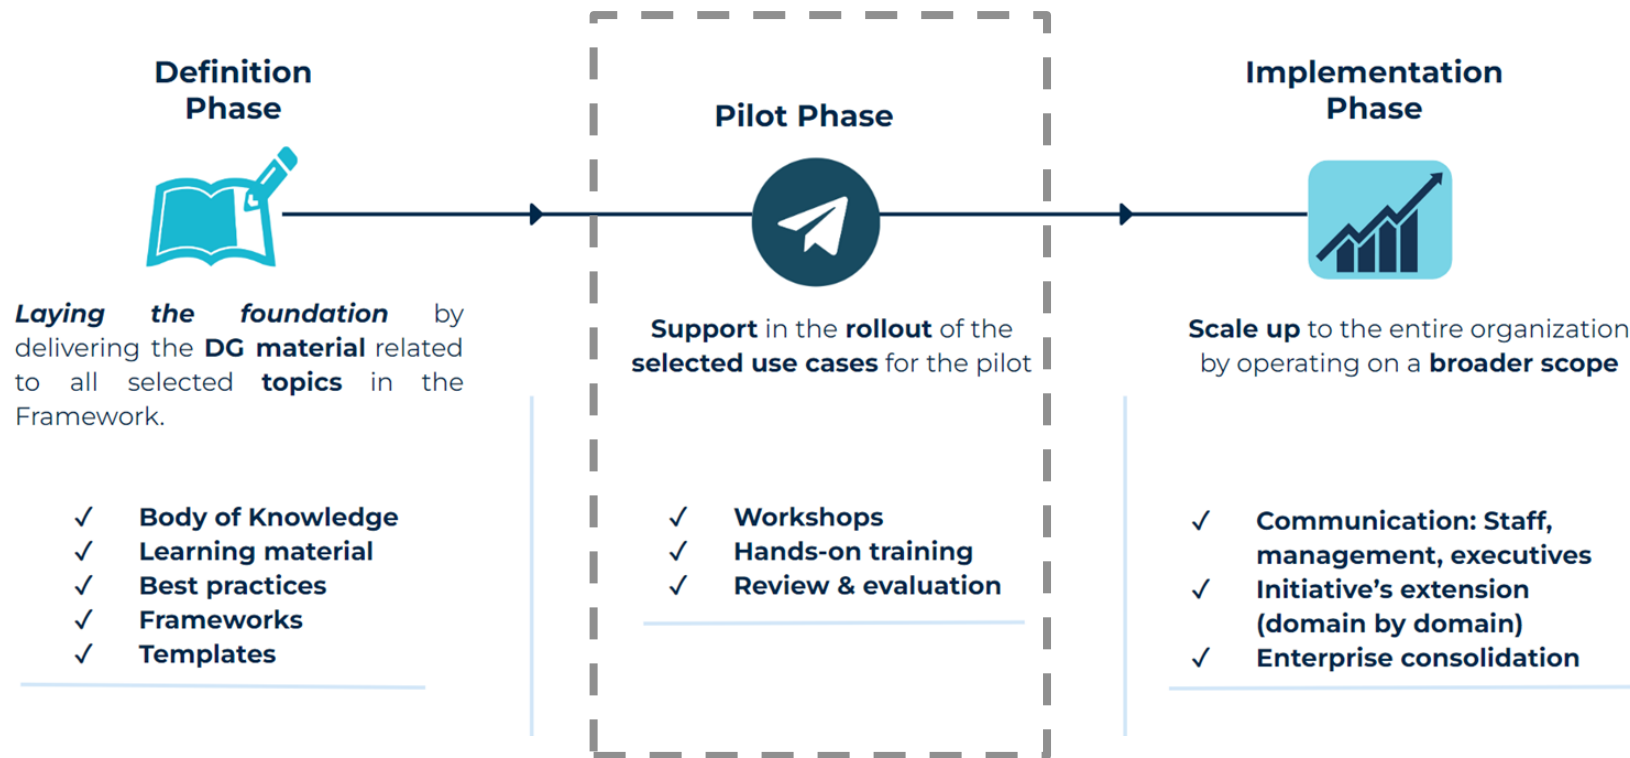 Definition
Phase
Laying the foundation by
delivering the DG material related
to all selected topics in the
Framework.
✓ Body of Knowledge
✓ Learning material
✓ Best practices
✓ Frameworks
✓ Templates
Pilot Phase
Support in the rollout of the
selected use cases for the pilot
✓ Workshops
✓ Hands-on training
✓ Review & evaluation
Implementation
Phase
Scale up to the entire organization
by operating on a broader scope
✓ Communication: Staff,
management, executives
✓ Initiative’s extension
(domain by domain)
✓ Enterprise consolidation